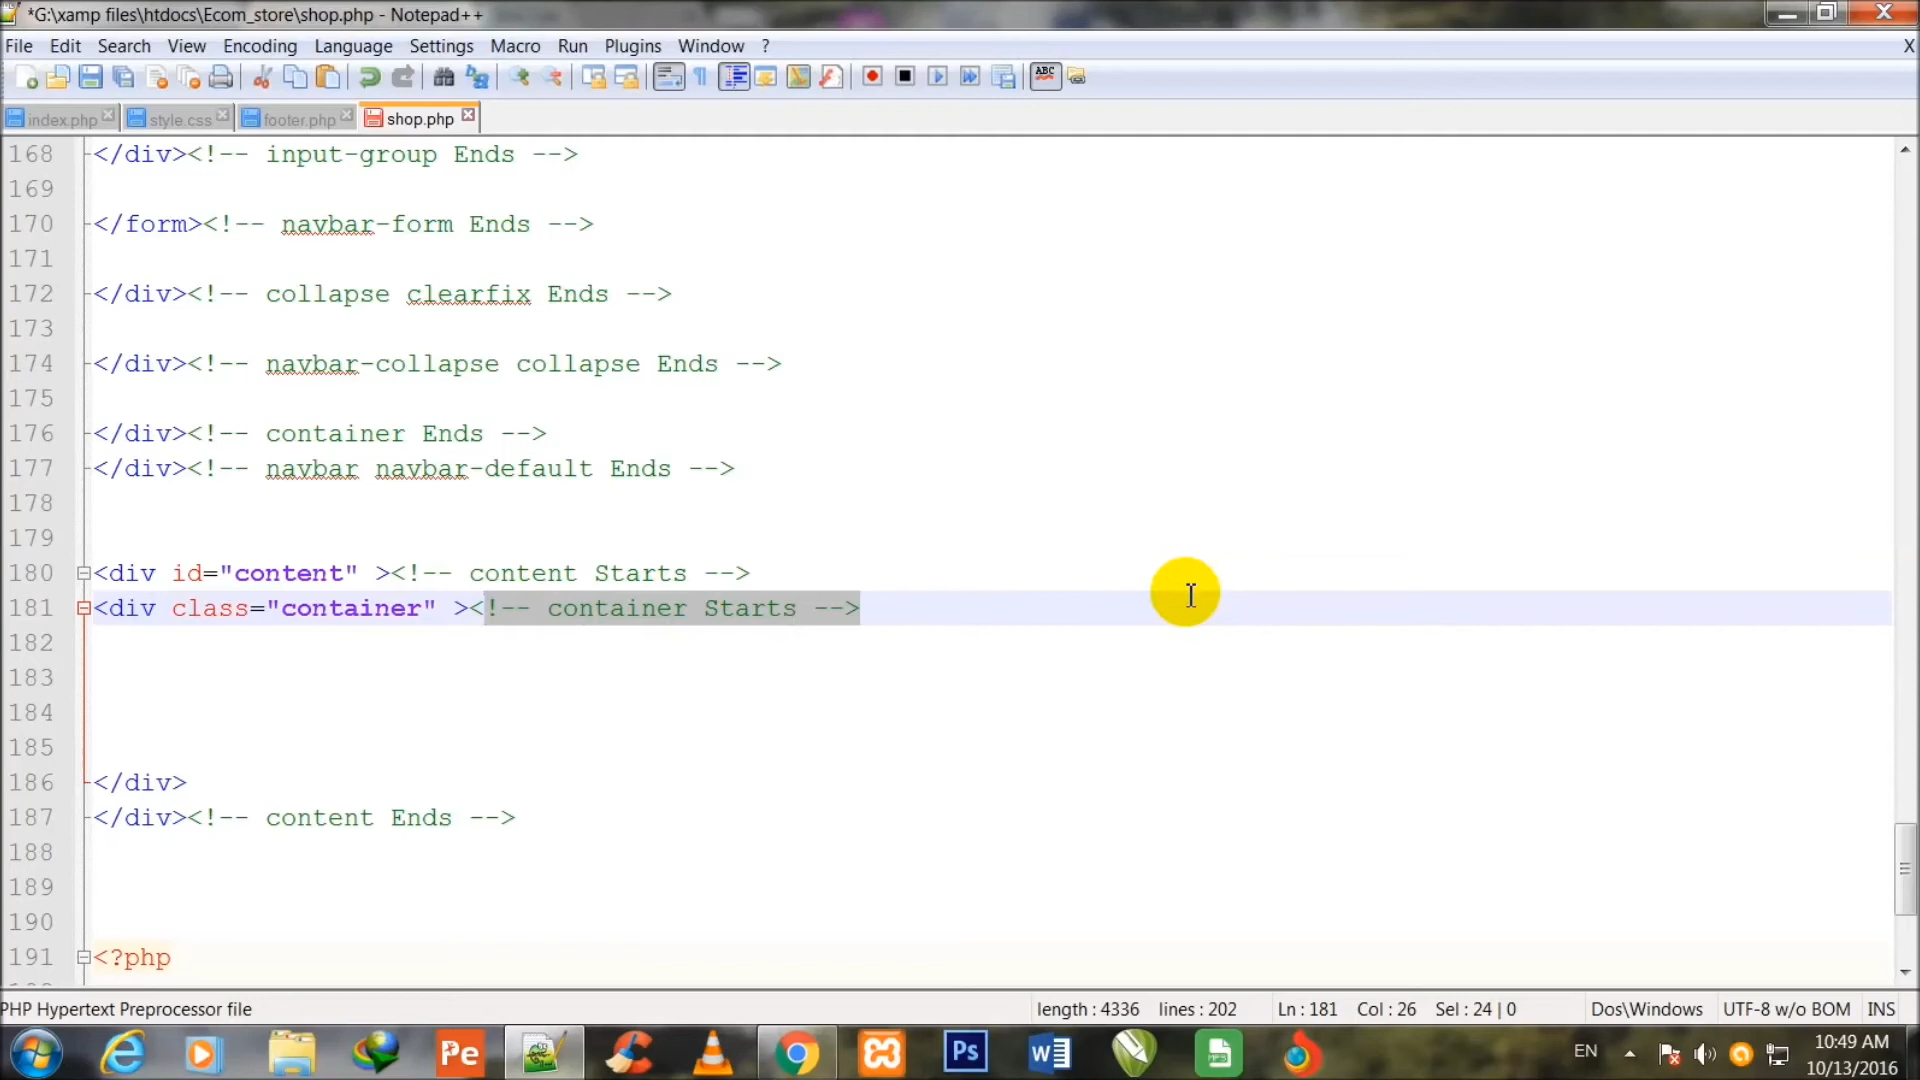 *G:\xamp files\htdocs\Ecom_store\shop.php - Notepad++
File Edit Search View Encoding Language Settings Macro Run Plugins Window ? X
ABC
index.php style.css footer.php shop.php
168 </div><!-- input-group Ends -->
169
170 </form><!-- navbar-form Ends -->
171
172 </div><!-- collapse clearfix Ends -->
173
174 </div><!-- navbar-collapse collapse Ends -->
175
176 </div><!-- container Ends -->
177 </div><!-- navbar navbar-default Ends -->
178
179
180 <div id="content" ><!-- content Starts -->
181 <div class="container" ><!-- container Starts -->
182
183
184
185
186 </div>
187 </div><!-- content Ends -->
188
189
190
191 <?php
PHP Hypertext Preprocessor file length : 4336 lines : 202 Ln : 181 Col : 26 Sel : 24 | 0 Dos\Windows UTF-8 w/o BOM INS
Pe Ps W MP3 EN 10:49 AM
10/13/2016